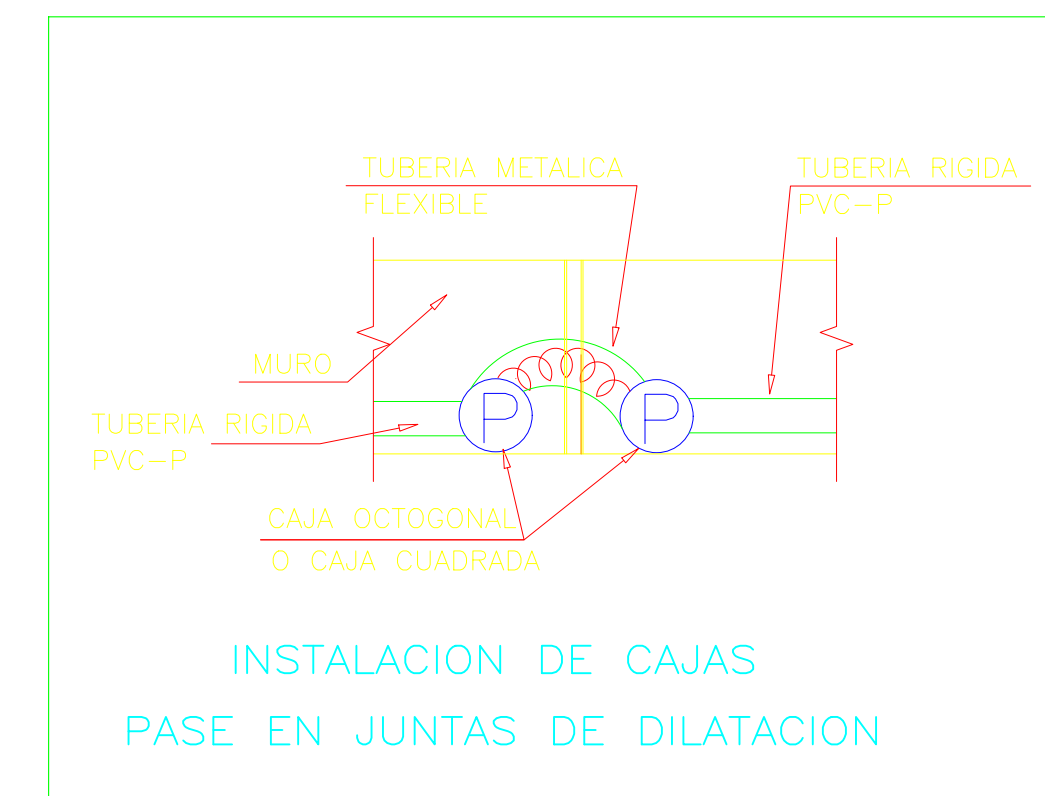 TUBERIA METALICA
FLEXIBLE
TUBERIA RIGIDA
PVC-P
MURO
TUBERIA RIGIDA
PVC-P
P
P
CAJA OCTOGONAL
O CAJA CUADRADA
INSTALACION DE CAJAS
PASE EN JUNTAS DE DILATACION